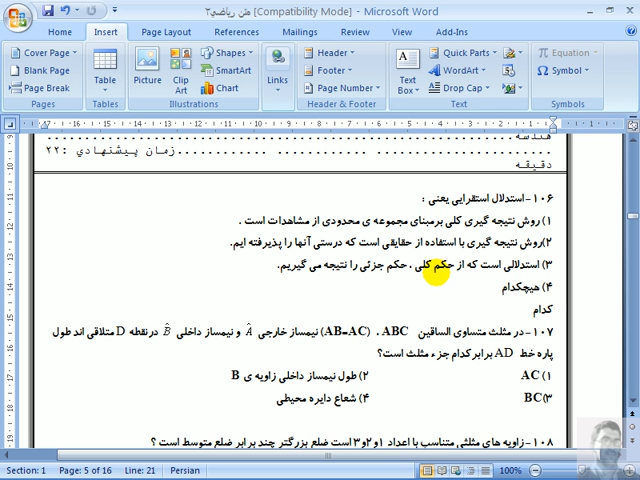 متن ریاضی۲ [Compatibility Mode] - Microsoft Word
Home Insert Page Layout References Mailings Review View Add-Ins
Cover Page
Blank Page
Page Break
Pages
Table
Tables
Picture
Clip Art
Shapes
SmartArt
Chart
Illustrations
Links
Header
Footer
Page Number
Header & Footer
Text Box
Quick Parts
WordArt
Drop Cap
Text
Equation
Symbol
Symbols
هندسه
زمان پیشنهادي :۲۲
دقیقه
۱۰۶-استدلال استقرایی یعنی :
۱) روش نتیجه گیری کلی برمبنای مجموعه ی محدودی از مشاهدات است .
۲)روش نتیجه گیری با استفاده از حقایقی است که درستی آنها را پذیرفته ایم.
۳) استدلالی است که از حکم کلی ، حکم جزئی را نتیجه می گیریم.
۴) هیچکدام
کدام
۱۰۷-در مثلث متساوی الساقین ABC ، (AB=AC) نیمساز خارجی Â و نیمساز داخلی B̂ در نقطه D متلاقی اند طول
پاره خط AD برابر کدام جزء مثلث است؟
۱) AC ۲) طول نیمساز داخلی زاویه ی B
۳) BC ۴) شعاع دایره محیطی
۱۰۸-زاویه های مثلثی متناسب با اعداد ۱و۲و۳ است ضلع بزرگتر چند برابر ضلع متوسط است ؟
Section: 1 Page: 5 of 16 Line: 21 Persian 100%